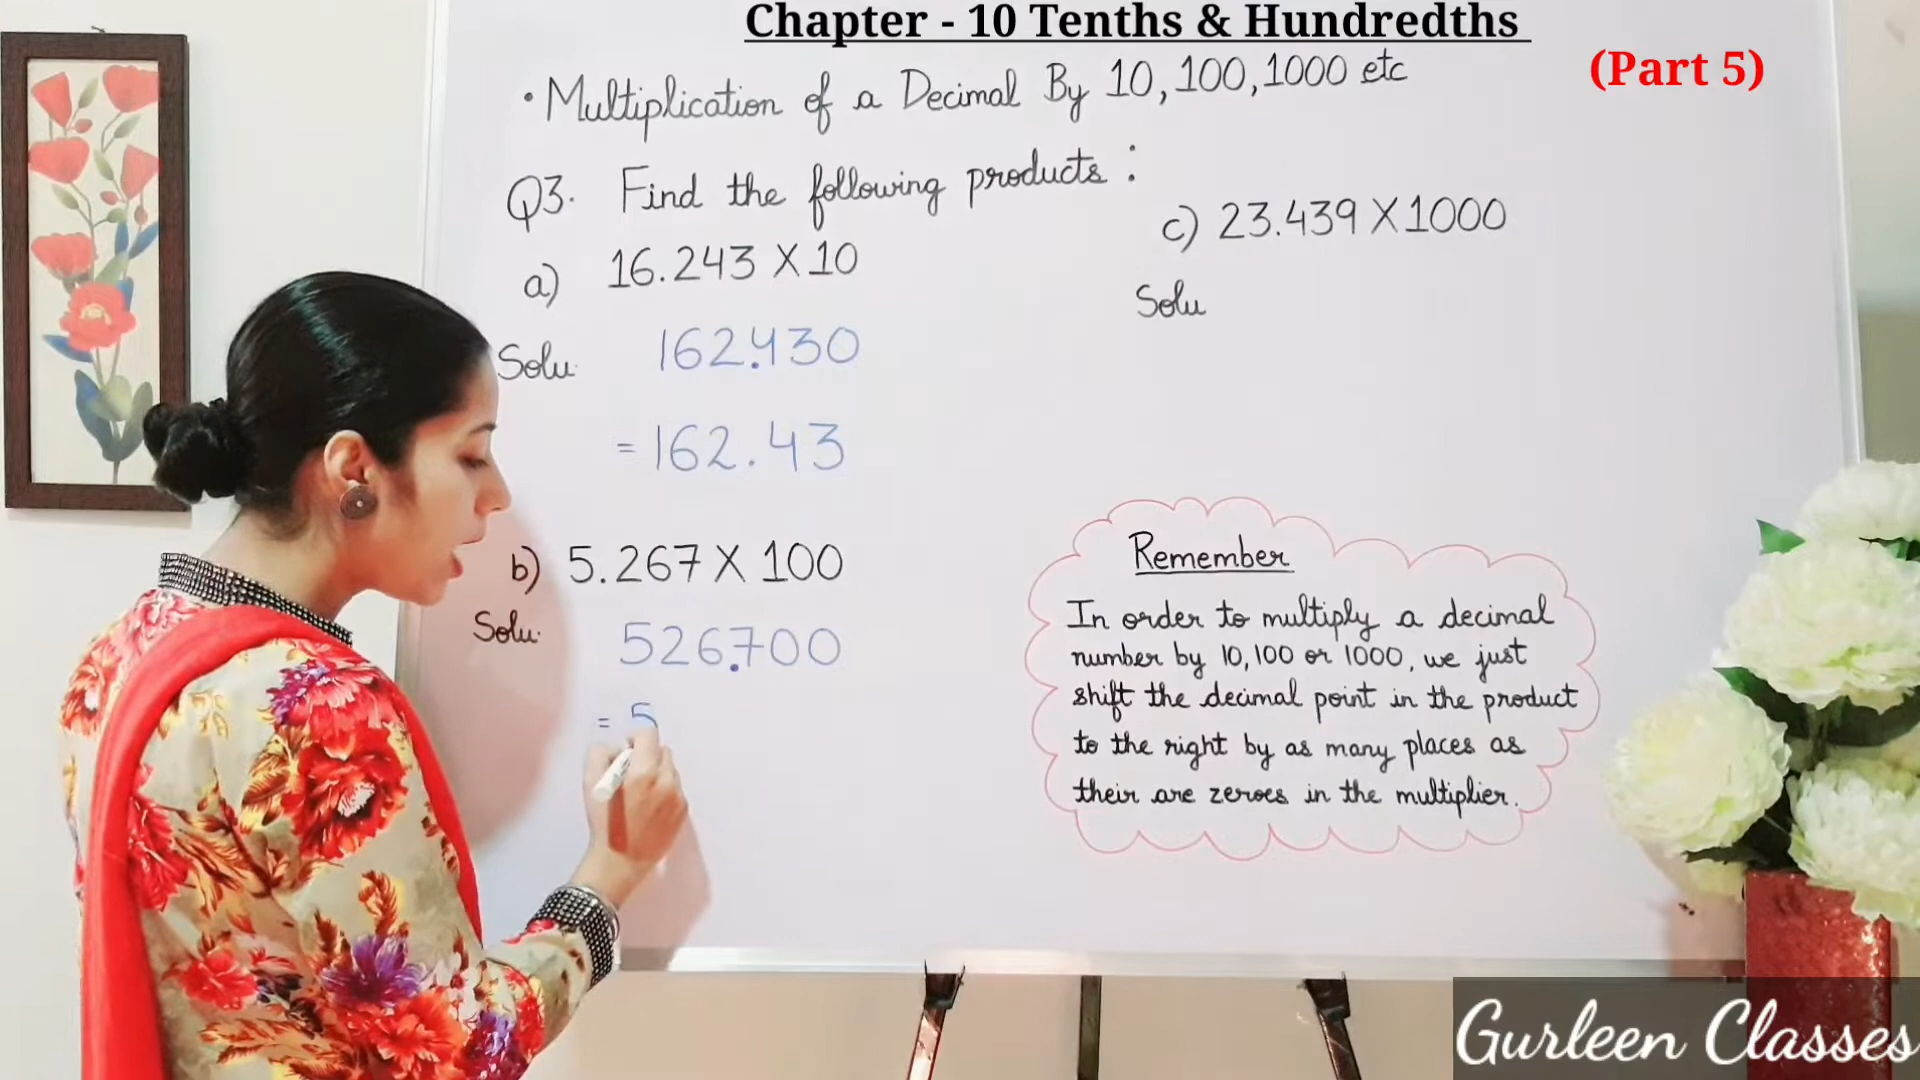 Chapter - 10 Tenths & Hundredths
(Part 5)
• Multiplication of a Decimal By 10, 100, 1000 etc
Q3. Find the following products :
a) 16.243 X 10
Solu. 162.430
= 162.43
b) 5.267 X 100
Solu. 526.700
= 5
c) 23.439 X 1000
Solu
Remember
In order to multiply a decimal
number by 10, 100 or 1000, we just
shift the decimal point in the product
to the right by as many places as
their are zeroes in the multiplier.
Gurleen Classes